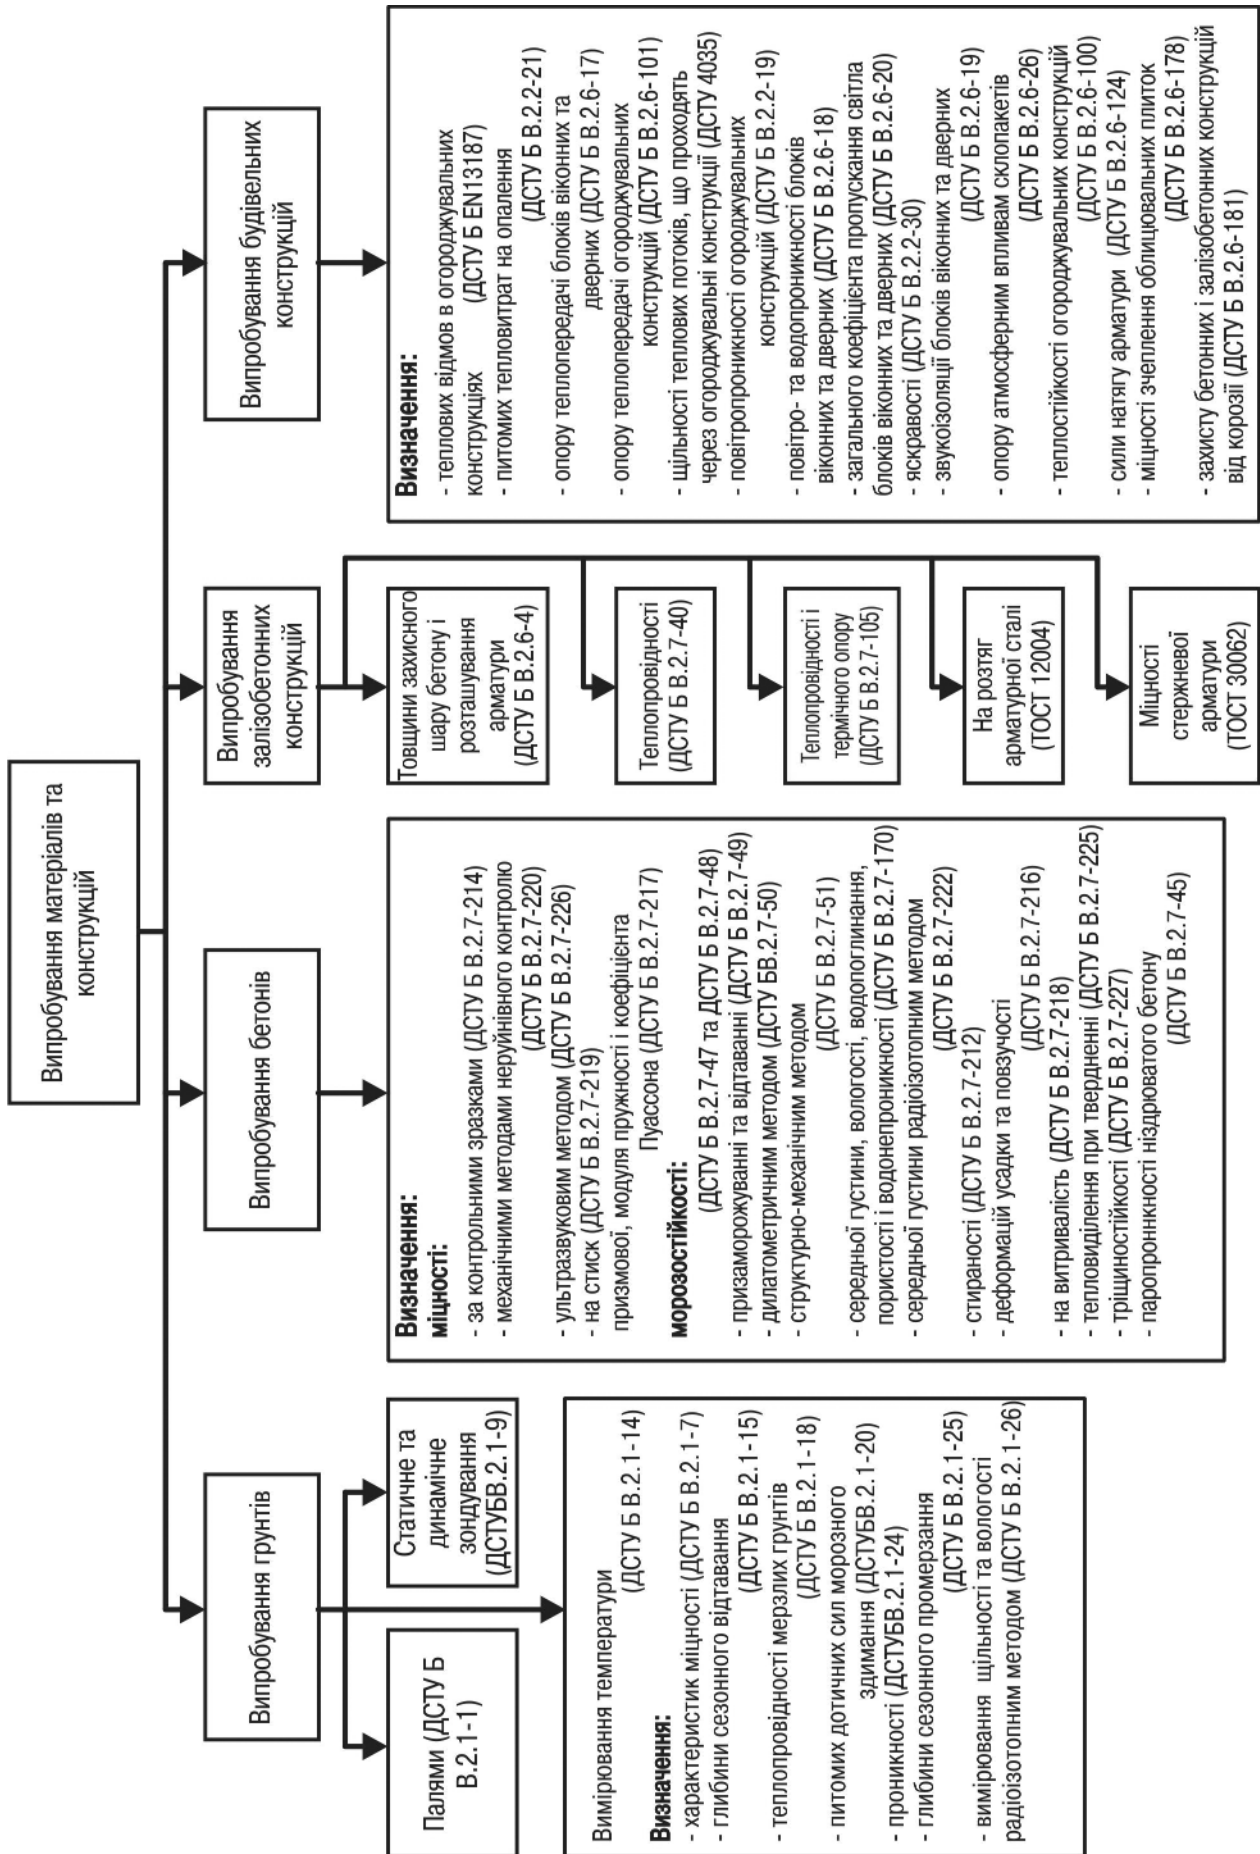 Випробування матеріалів та
конструкцій
Випробування грунтів
Палями (ДСТУ Б
В.2.1-1)
Статичне та
динамічне
зондування
(ДСТУБВ.2.1-9)
Вимірювання температури
(ДСТУ Б В.2.1-14)
Визначення:
- характеристик міцності (ДСТУ Б В.2.1-7)
- глибини сезонного відтавання
(ДСТУ Б В.2.1-15)
- теплопровідності мерзлих грунтів
(ДСТУ Б В.2.1-18)
- питомих дотичних сил морозного
здимання (ДСТУБВ.2.1-20)
- проникності (ДСТУБВ.2.1-24)
- глибини сезонного промерзання
(ДСТУ Б В.2.1-25)
- вимірювання щільності та вологості
радіоізотопним методом (ДСТУ Б В.2.1-26)
Випробування бетонів
Визначення:
міцності:
- за контрольними зразками (ДСТУ Б В.2.7-214)
- механічними методами неруйнівного контролю
(ДСТУ Б В.2.7-220)
- ультразвуковим методом (ДСТУ Б В.2.7-226)
- на стиск (ДСТУ Б В.2.7-219)
призмової, модуля пружності і коефіцієнта
Пуассона (ДСТУ Б В.2.7-217)
морозостійкості:
(ДСТУ Б В.2.7-47 та ДСТУ Б В.2.7-48)
- призаморожуванні та відтаванні (ДСТУ Б В.2.7-49)
- дилатометричним методом (ДСТУ БВ.2.7-50)
- структурно-механічним методом
(ДСТУ Б В.2.7-51)
- середньої густини, вологості, водопоглинання,
пористості і водонепроникності (ДСТУ Б В.2.7-170)
- середньої густини радіоізотопним методом
(ДСТУ Б В.2.7-222)
- стираності (ДСТУ Б В.2.7-212)
- деформацій усадки та повзучості
(ДСТУ Б В.2.7-216)
- на витривалість (ДСТУ Б В.2.7-218)
- тепловиділення при твердненні (ДСТУ Б В.2.7-225)
- тріщиностійкості (ДСТУ Б В.2.7-227)
- паропроннкності ніздрюватого бетону
(ДСТУ Б В.2.7-45)
Випробування
залізобетонних
конструкцій
Товщини захисного
шару бетону і
розташування
арматури
(ДСТУ Б В.2.6-4)
Теплопровідності
(ДСТУ Б В.2.7-40)
Теплопровідності і
термічного опору
(ДСТУ Б В.2.7-105)
На розтяг
арматурної сталі
(ТОСТ 12004)
Міцності
стержневої
арматури
(ТОСТ 30062)
Випробування будівельних
конструкцій
Визначення:
- теплових відмов в огороджувальних
конструкціях (ДСТУ Б EN13187)
- питомих тепловитрат на опалення
(ДСТУ Б В.2.2-21)
- опору теплопередачі блоків віконних та
дверних (ДСТУ Б В.2.6-17)
- опору теплопередачі огороджувальних
конструкцій (ДСТУ Б В.2.6-101)
- щільності теплових потоків, що проходять
через огороджувальні конструкції (ДСТУ 4035)
- повітропроникності огороджувальних
конструкцій (ДСТУ Б В.2.2-19)
- повітро- та водопроникності блоків
віконних та дверних (ДСТУ Б В.2.6-18)
- загального коефіцієнта пропускання світла
блоків віконних та дверних (ДСТУ Б В.2.6-20)
- яскравості (ДСТУ Б В.2.2-30)
- звукоізоляції блоків віконних та дверних
(ДСТУ Б В.2.6-19)
- опору атмосферним впливам склопакетів
(ДСТУ Б В.2.6-26)
- теплостійкості огороджувальних конструкцій
(ДСТУ Б В.2.6-100)
- сили натягу арматури (ДСТУ Б В.2.6-124)
- міцності зчеплення облицювальних плиток
(ДСТУ Б В.2.6-178)
- захисту бетонних і залізобетонних конструкцій
від корозії (ДСТУ Б В.2.6-181)